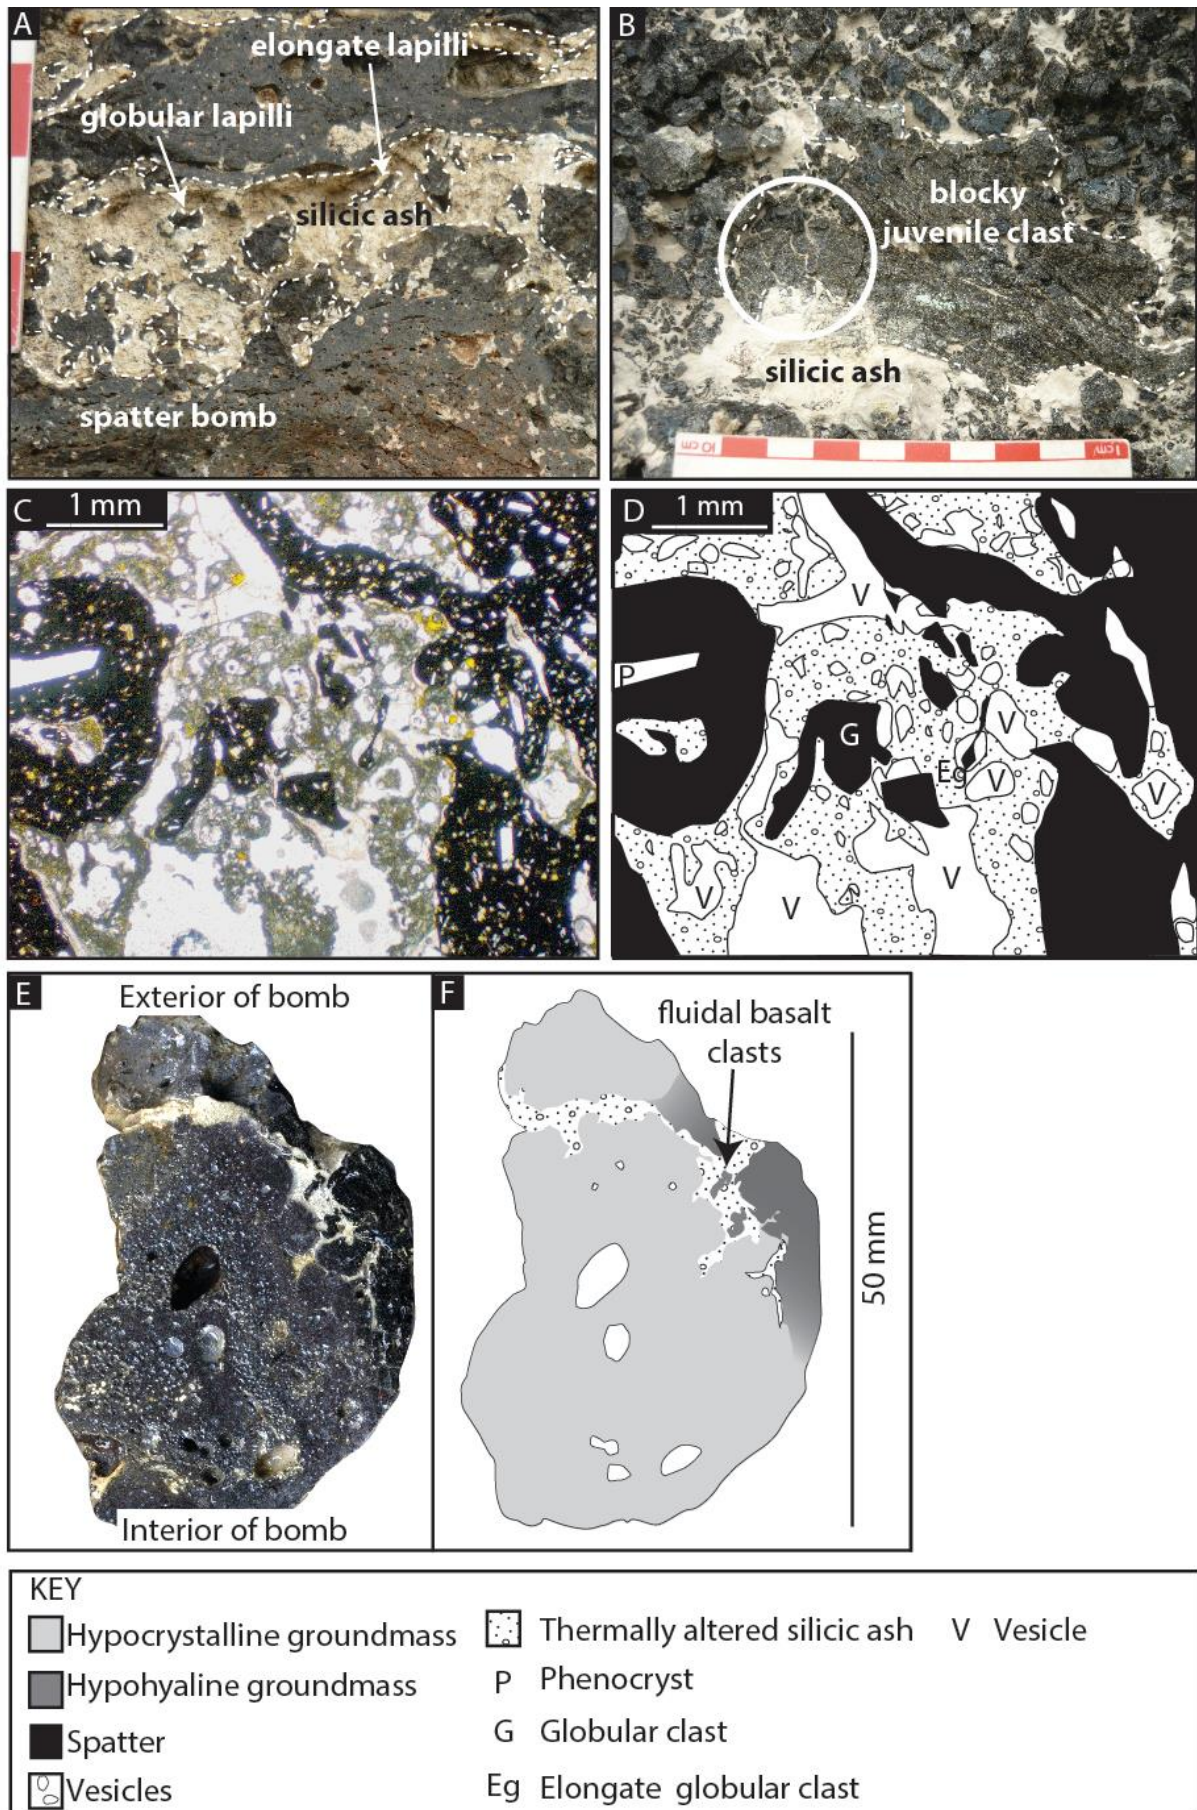 A
elongate lapilli
globular lapilli
silicic ash
spatter bomb
B
blocky
juvenile clast
silicic ash
10 cm
1 cm
C
1 mm
D
1 mm
V
P
G
V
Eg
V
V
V
V
V
E
Exterior of bomb
Interior of bomb
F
fluidal basalt
clasts
50 mm
KEY
Hypocrystalline groundmass
Hypohyaline groundmass
Spatter
Vesicles
Thermally altered silicic ash
P Phenocryst
G Globular clast
Eg Elongate globular clast
V Vesicle